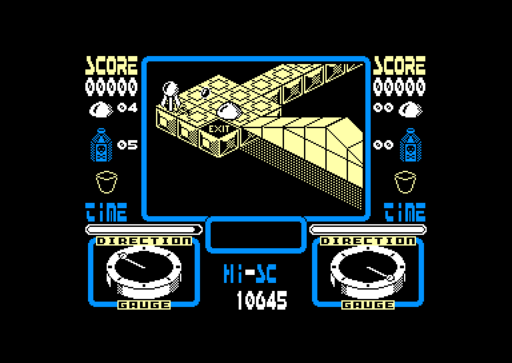 SCORE
00000
04
05
TIME
DIRECTION
GAUGE
EXIT
Hi-SC
10645
SCORE
00000
00
00
TIME
DIRECTION
GAUGE